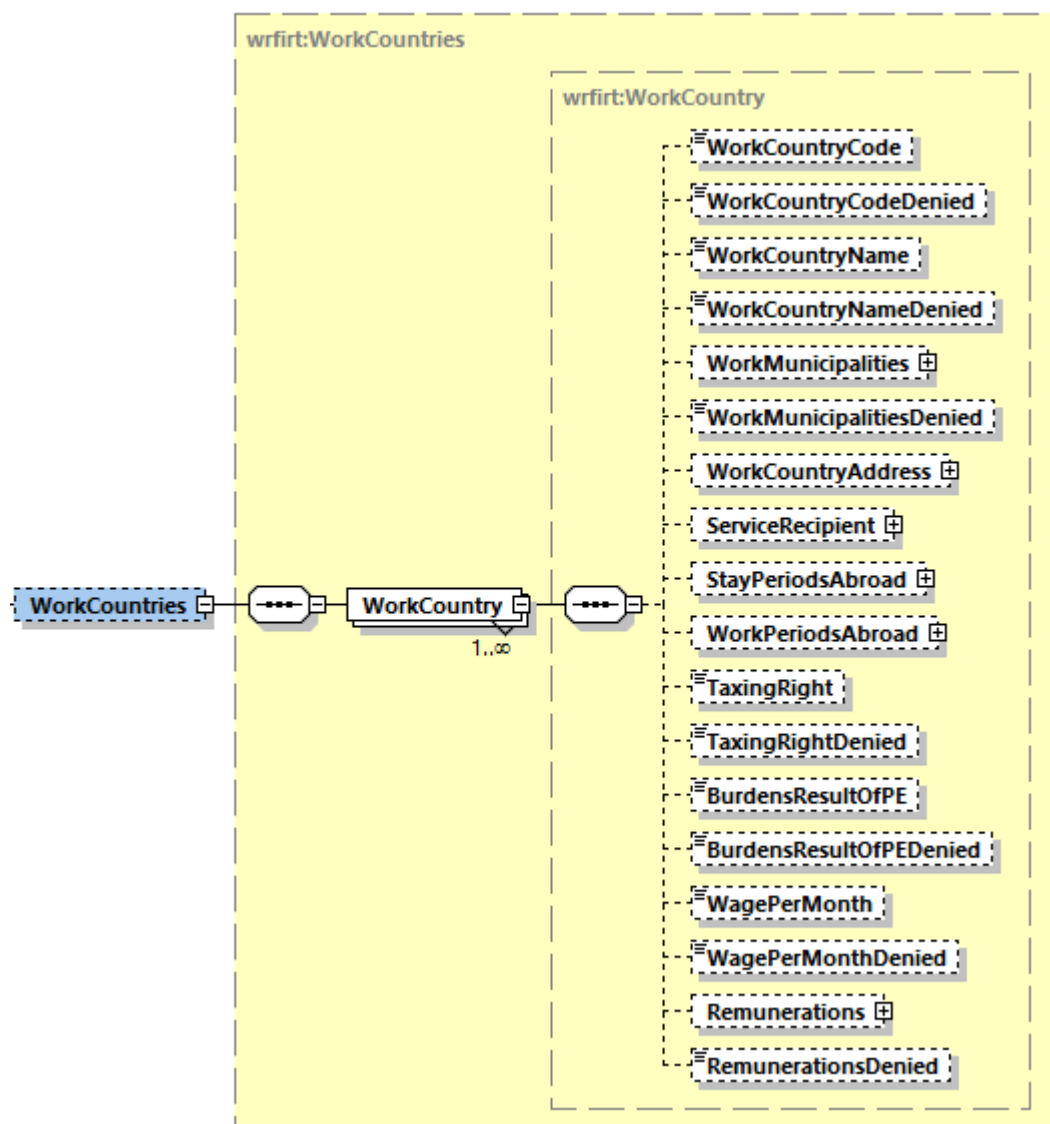 wrfirt:WorkCountries
wrfirt:WorkCountry
WorkCountryCode
WorkCountryCodeDenied
WorkCountryName
WorkCountryNameDenied
WorkMunicipalities
WorkMunicipalitiesDenied
WorkCountryAddress
ServiceRecipient
StayPeriodsAbroad
WorkCountries
WorkCountry
1..∞
WorkPeriodsAbroad
TaxingRight
TaxingRightDenied
BurdensResultOfPE
BurdensResultOfPEDenied
WagePerMonth
WagePerMonthDenied
Remunerations
RemunerationsDenied